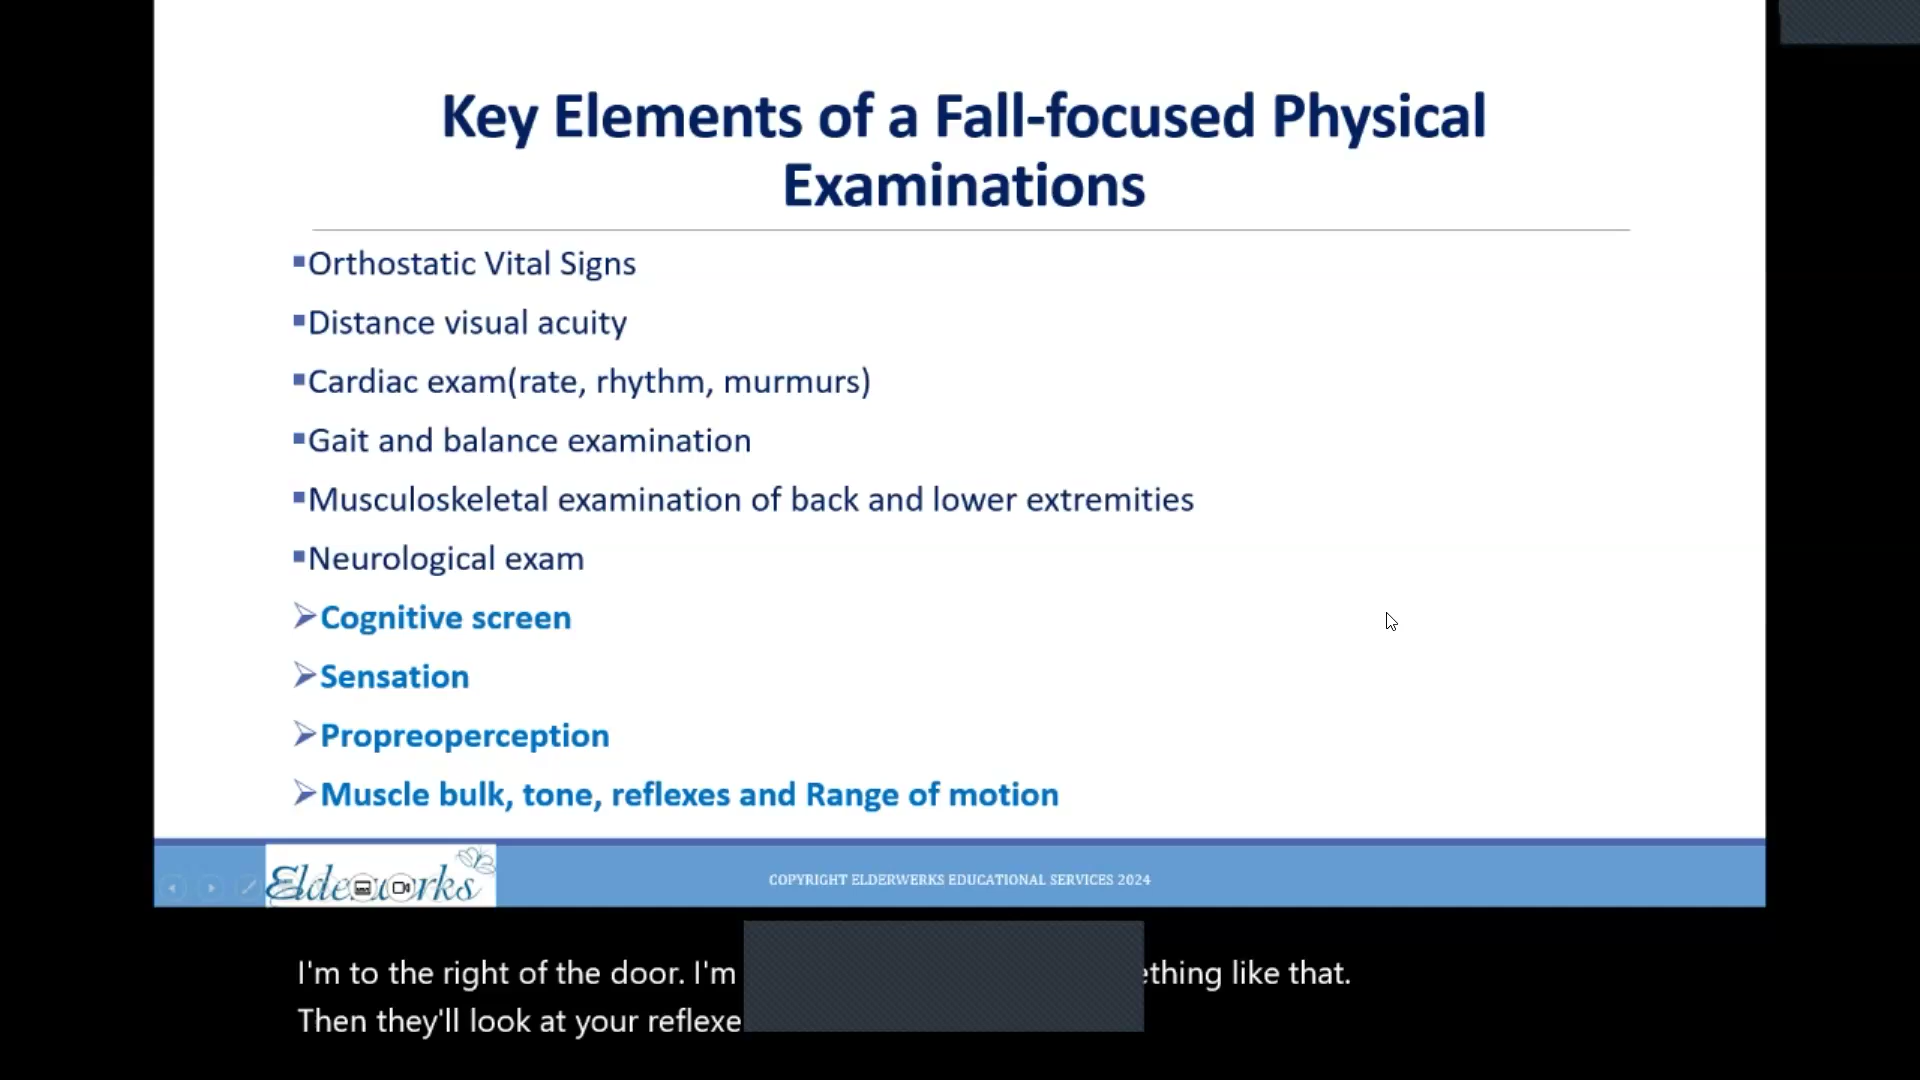 Key Elements of a Fall-focused Physical
Examinations
▪Orthostatic Vital Signs
▪Distance visual acuity
▪Cardiac exam(rate, rhythm, murmurs)
▪Gait and balance examination
▪Musculoskeletal examination of back and lower extremities
▪Neurological exam
➢Cognitive screen
➢Sensation
➢Propreoperception
➢Muscle bulk, tone, reflexes and Range of motion
COPYRIGHT ELDERWERKS EDUCATIONAL SERVICES 2024
I'm to the right of the door. I'm like that.
Then they'll look at your